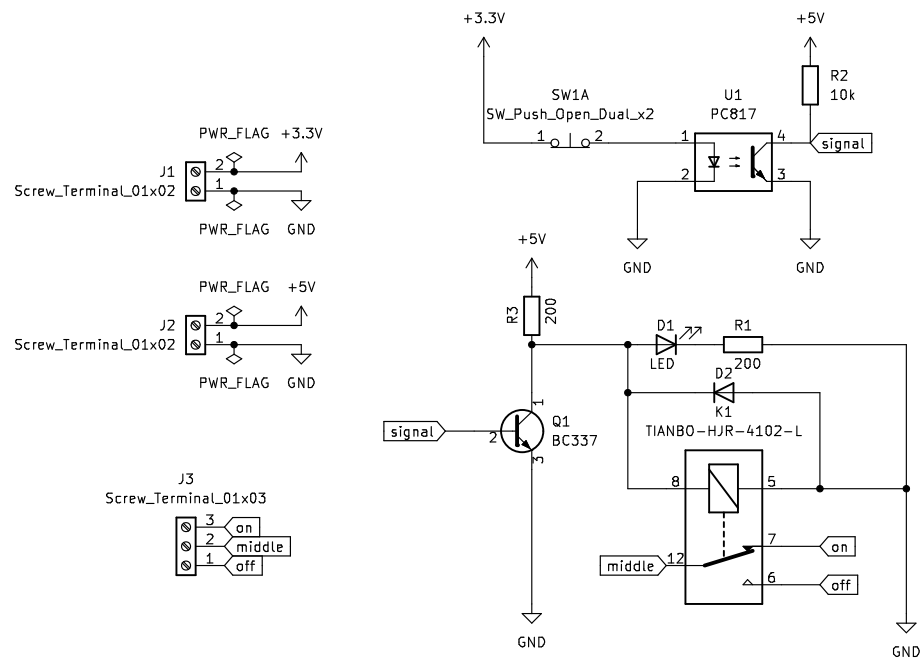 +3.3V
+5V
R2
10k
SW1A
SW_Push_Open_Dual_x2
1
2
U1
PC817
1
2
4
3
signal
GND
GND
PWR_FLAG
+3.3V
J1
Screw_Terminal_01x02
2
1
PWR_FLAG
GND
PWR_FLAG
+5V
J2
Screw_Terminal_01x02
2
1
PWR_FLAG
GND
J3
Screw_Terminal_01x03
3
on
2
middle
1
off
+5V
R3
200
D1
LED
R1
200
D2
K1
TIANBO-HJR-4102-L
signal
2
1
3
Q1
BC337
8
5
7
on
middle
12
6
off
GND
GND